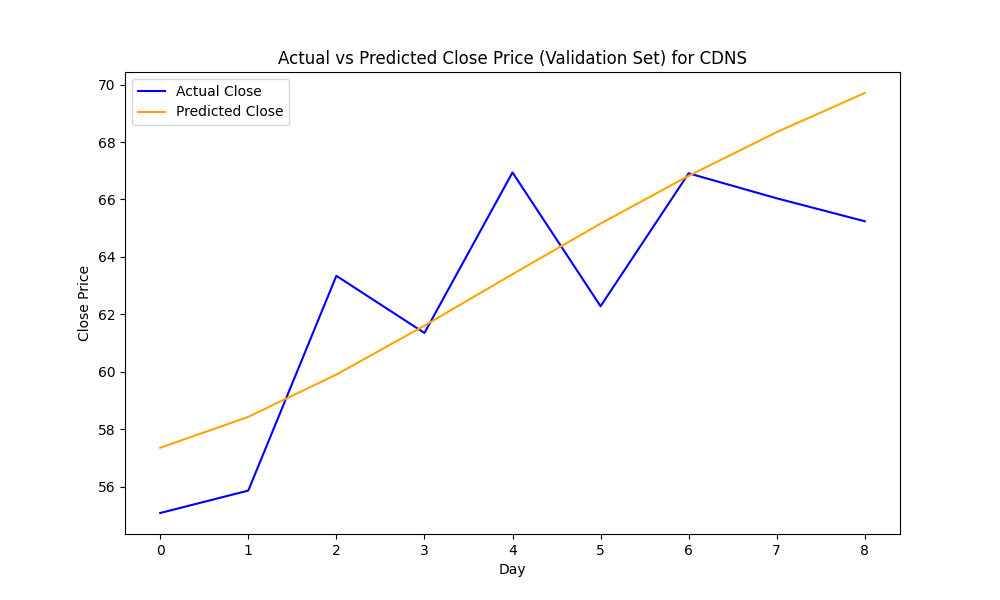 Actual vs Predicted Close Price (Validation Set) for CDNS
Actual Close
Predicted Close
Close Price
70
68
66
64
62
60
58
56
0 1 2 3 4 5 6 7 8
Day